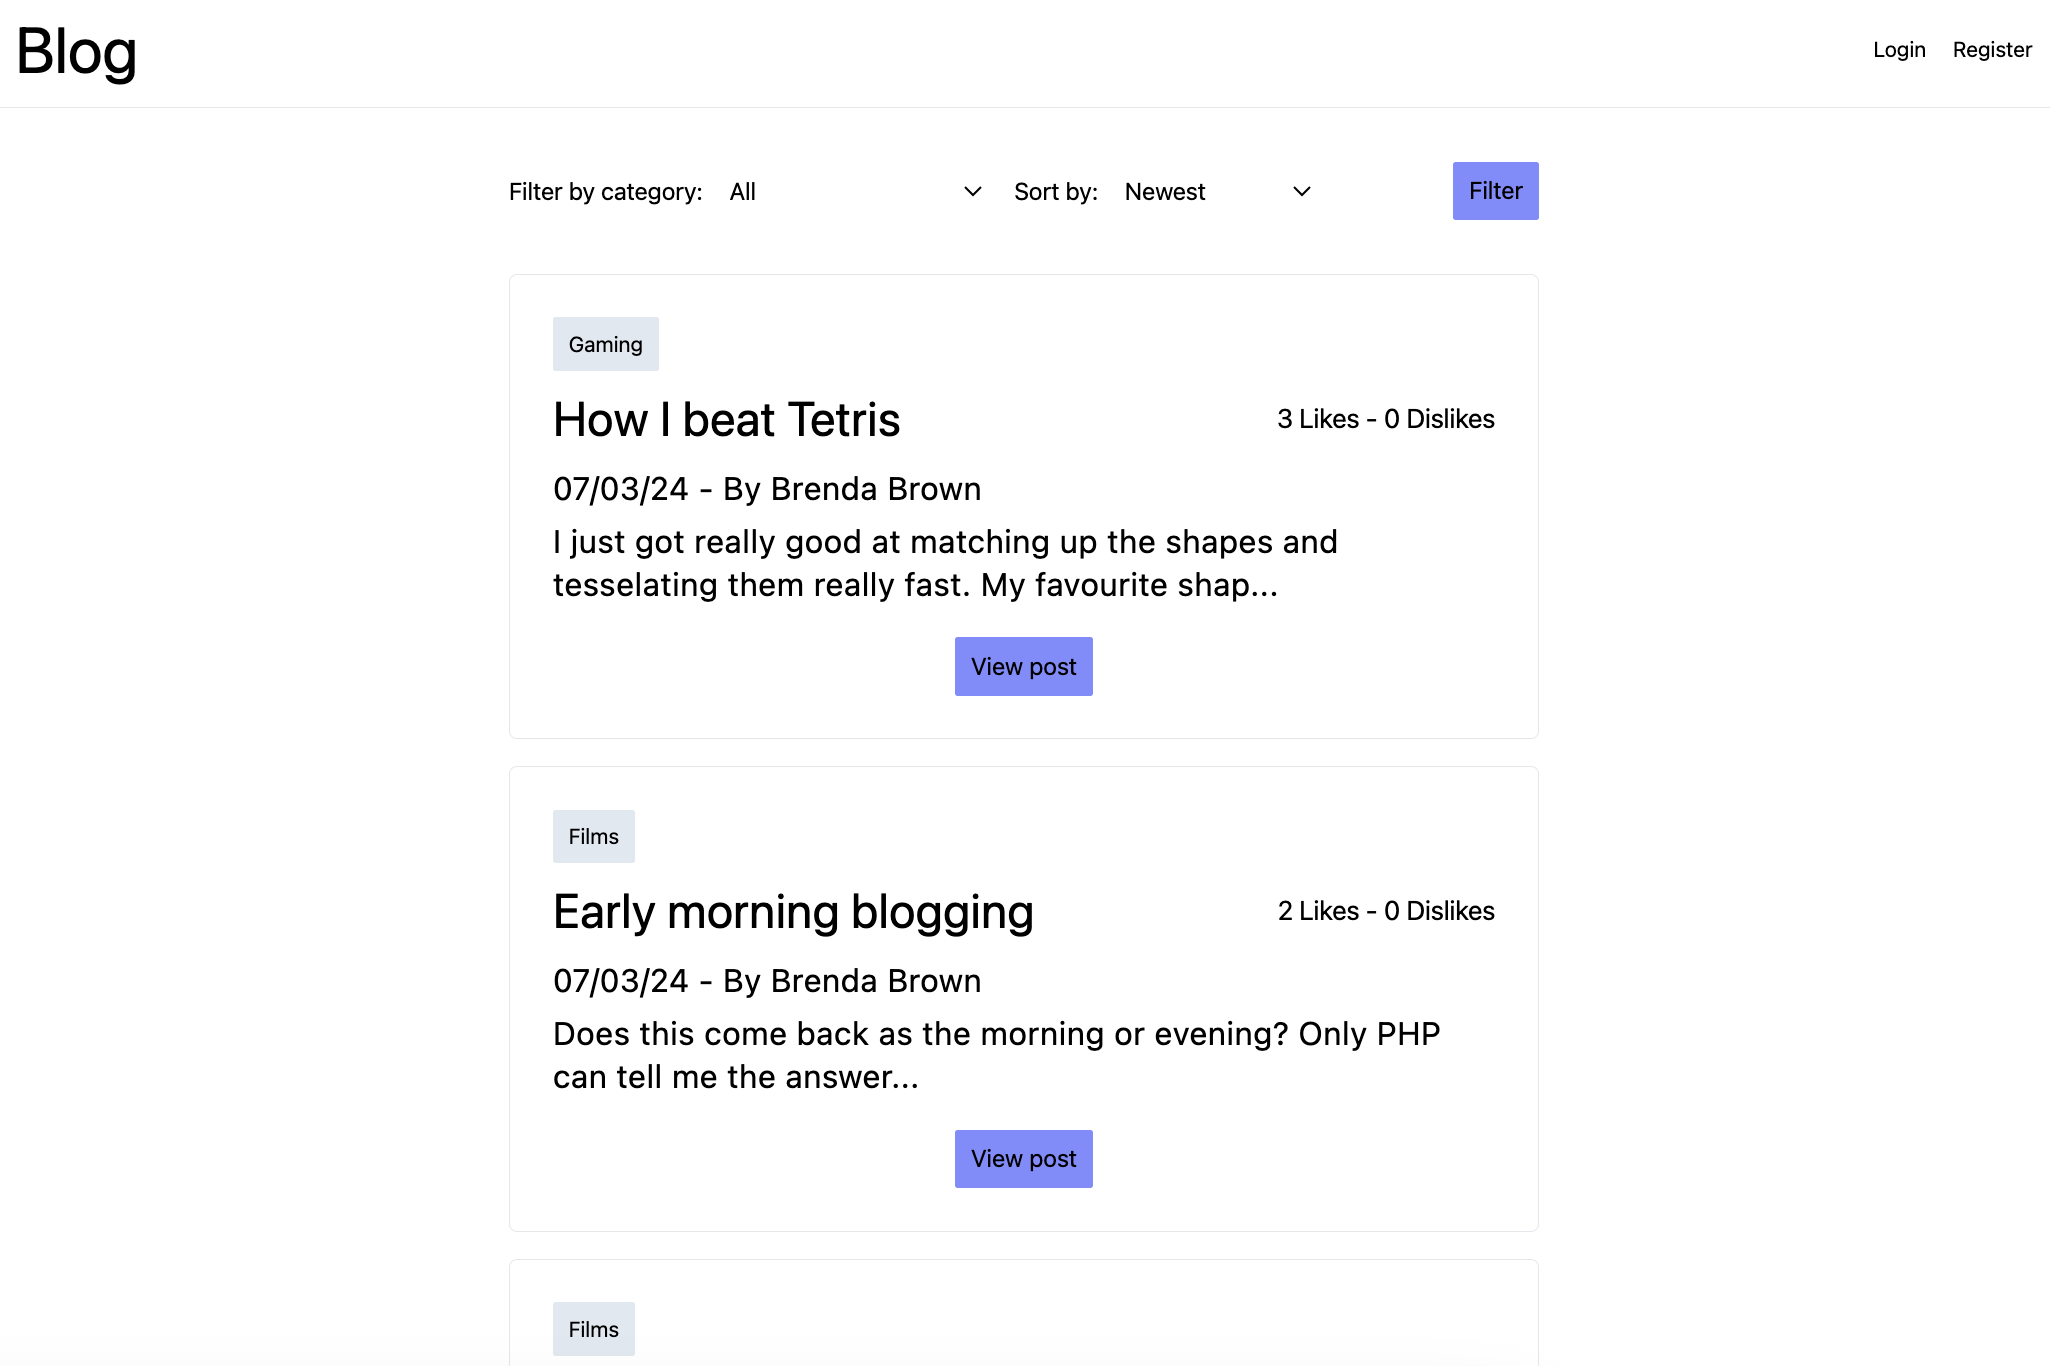 Blog
Login Register
Filter by category: All Sort by: Newest Filter
Gaming
How I beat Tetris 3 Likes - 0 Dislikes
07/03/24 - By Brenda Brown
I just got really good at matching up the shapes and
tesselating them really fast. My favourite shap...
View post
Films
Early morning blogging 2 Likes - 0 Dislikes
07/03/24 - By Brenda Brown
Does this come back as the morning or evening? Only PHP
can tell me the answer...
View post
Films